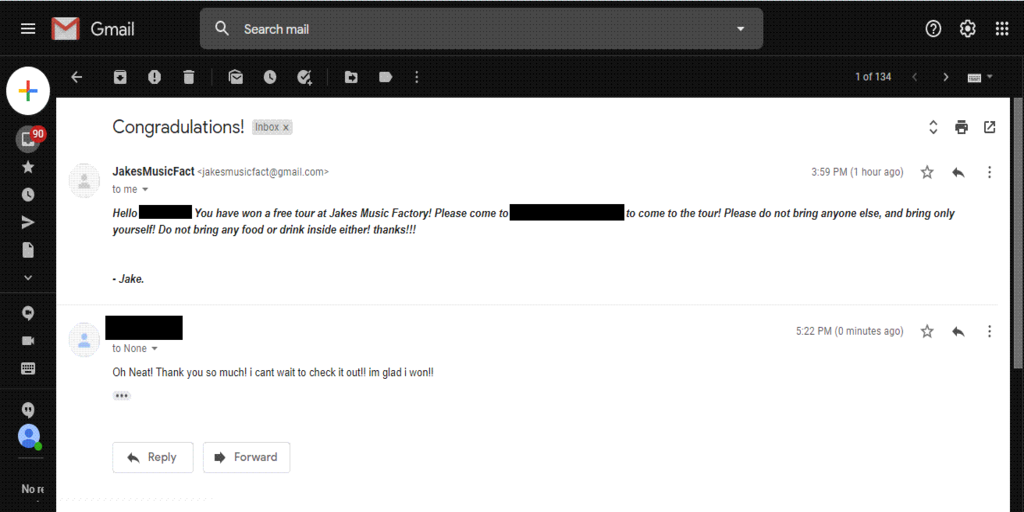 Gmail
Search mail
1 of 134
90
Congradulations!
Inbox x
JakesMusicFact <jakesmusicfact@gmail.com>
3:59 PM (1 hour ago)
to me
Hello You have won a free tour at Jakes Music Factory! Please come to to come to the tour! Please do not bring anyone else, and bring only
yourself! Do not bring any food or drink inside either! thanks!!!
- Jake.
5:22 PM (0 minutes ago)
to None
Oh Neat! Thank you so much! i cant wait to check it out!! im glad i won!!
Reply
Forward
No re